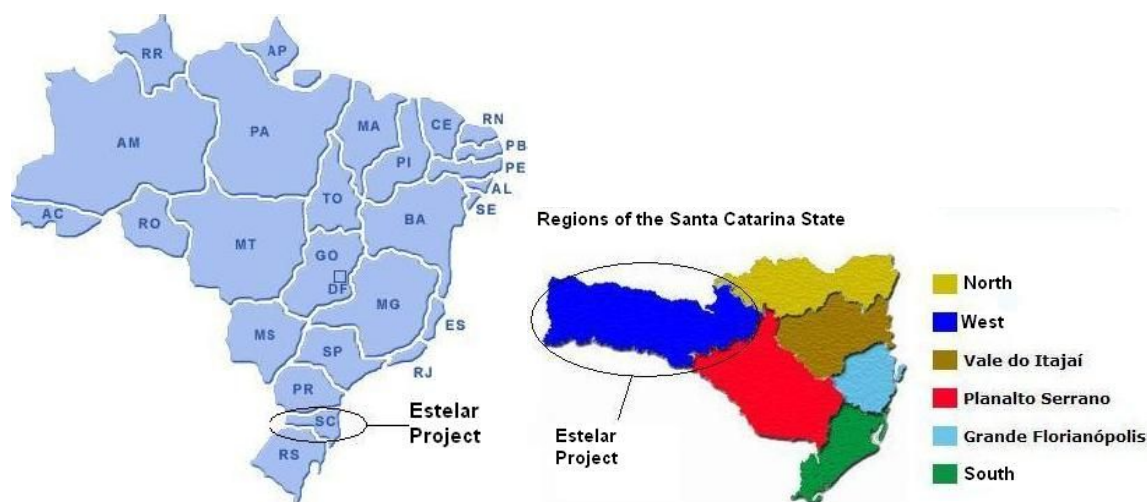 RR
AP
AM
PA
MA
CE
RN
PB
PI
PE
AL
SE
TO
AC
RO
BA
MT
GO
DF
MG
MS
ES
SP
RJ
PR
SC
RS
Estelar
Project
Regions of the Santa Catarina State
Estelar
Project
North
West
Vale do Itajaí
Planalto Serrano
Grande Florianópolis
South